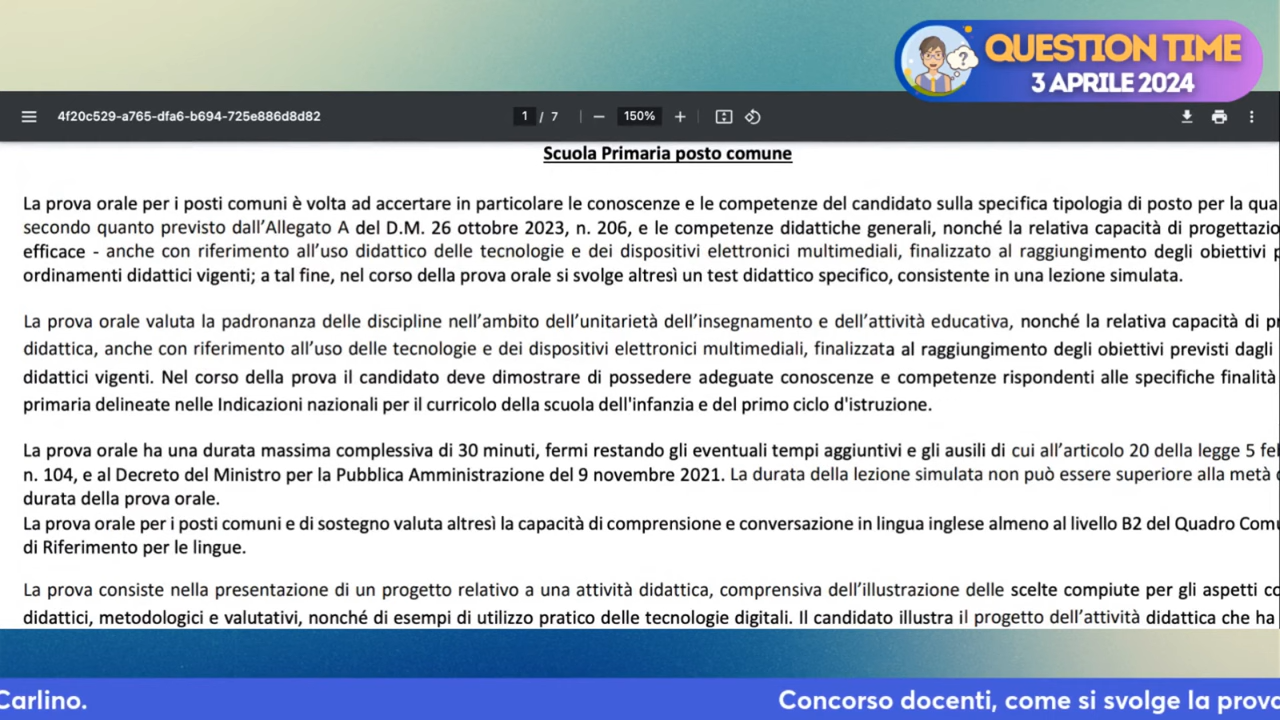 QUESTION TIME
3 APRILE 2024
4f20c529-a765-dfa6-b694-725e886d8d82
1 / 7
150%
Scuola Primaria posto comune
La prova orale per i posti comuni è volta ad accertare in particolare le conoscenze e le competenze del candidato sulla specifica tipologia di posto per la qua
secondo quanto previsto dall'Allegato A del D.M. 26 ottobre 2023, n. 206, e le competenze didattiche generali, nonché la relativa capacità di progettazio
efficace - anche con riferimento all'uso didattico delle tecnologie e dei dispositivi elettronici multimediali, finalizzato al raggiungimento degli obiettivi p
ordinamenti didattici vigenti; a tal fine, nel corso della prova orale si svolge altresì un test didattico specifico, consistente in una lezione simulata.
La prova orale valuta la padronanza delle discipline nell'ambito dell'unitarietà dell'insegnamento e dell'attività educativa, nonché la relativa capacità di pr
didattica, anche con riferimento all'uso delle tecnologie e dei dispositivi elettronici multimediali, finalizzata al raggiungimento degli obiettivi previsti dagli
didattici vigenti. Nel corso della prova il candidato deve dimostrare di possedere adeguate conoscenze e competenze rispondenti alle specifiche finalità
primaria delineate nelle Indicazioni nazionali per il curricolo della scuola dell'infanzia e del primo ciclo d'istruzione.
La prova orale ha una durata massima complessiva di 30 minuti, fermi restando gli eventuali tempi aggiuntivi e gli ausili di cui all'articolo 20 della legge 5 fe
n. 104, e al Decreto del Ministro per la Pubblica Amministrazione del 9 novembre 2021. La durata della lezione simulata non può essere superiore alla metà
durata della prova orale.
La prova orale per i posti comuni e di sostegno valuta altresì la capacità di comprensione e conversazione in lingua inglese almeno al livello B2 del Quadro Comu
di Riferimento per le lingue.
La prova consiste nella presentazione di un progetto relativo a una attività didattica, comprensiva dell'illustrazione delle scelte compiute per gli aspetti co
didattici, metodologici e valutativi, nonché di esempi di utilizzo pratico delle tecnologie digitali. Il candidato illustra il progetto dell'attività didattica che ha
Carlino.
Concorso docenti, come si svolge la prova